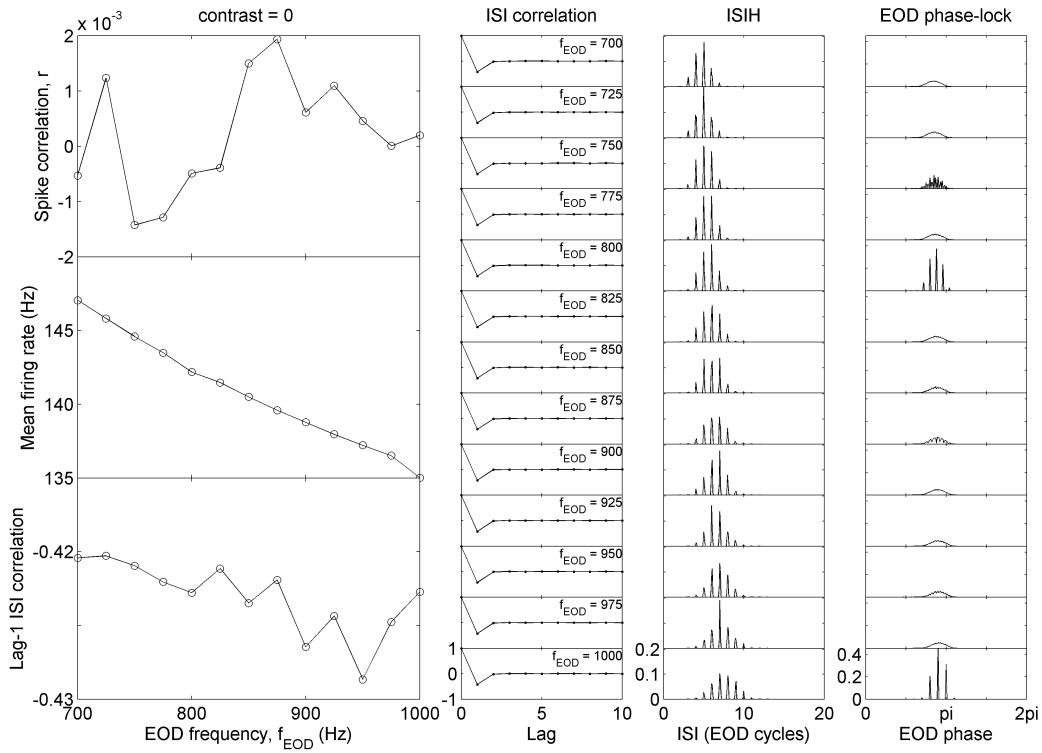 contrast = 0
ISI correlation
ISIH
EOD phase-lock
x 10^-3
2
1
0
-1
-2
Spike correlation, r
145
140
135
Mean firing rate (Hz)
-0.42
-0.43
Lag-1 ISI correlation
700 800 900 1000
EOD frequency, f_EOD (Hz)
f_EOD = 700
f_EOD = 725
f_EOD = 750
f_EOD = 775
f_EOD = 800
f_EOD = 825
f_EOD = 850
f_EOD = 875
f_EOD = 900
f_EOD = 925
f_EOD = 950
f_EOD = 975
f_EOD = 1000
1
0
-1
0 5 10
Lag
0.2
0.1
0
0 10 20
ISI (EOD cycles)
0.4
0.2
0
0 pi 2pi
EOD phase